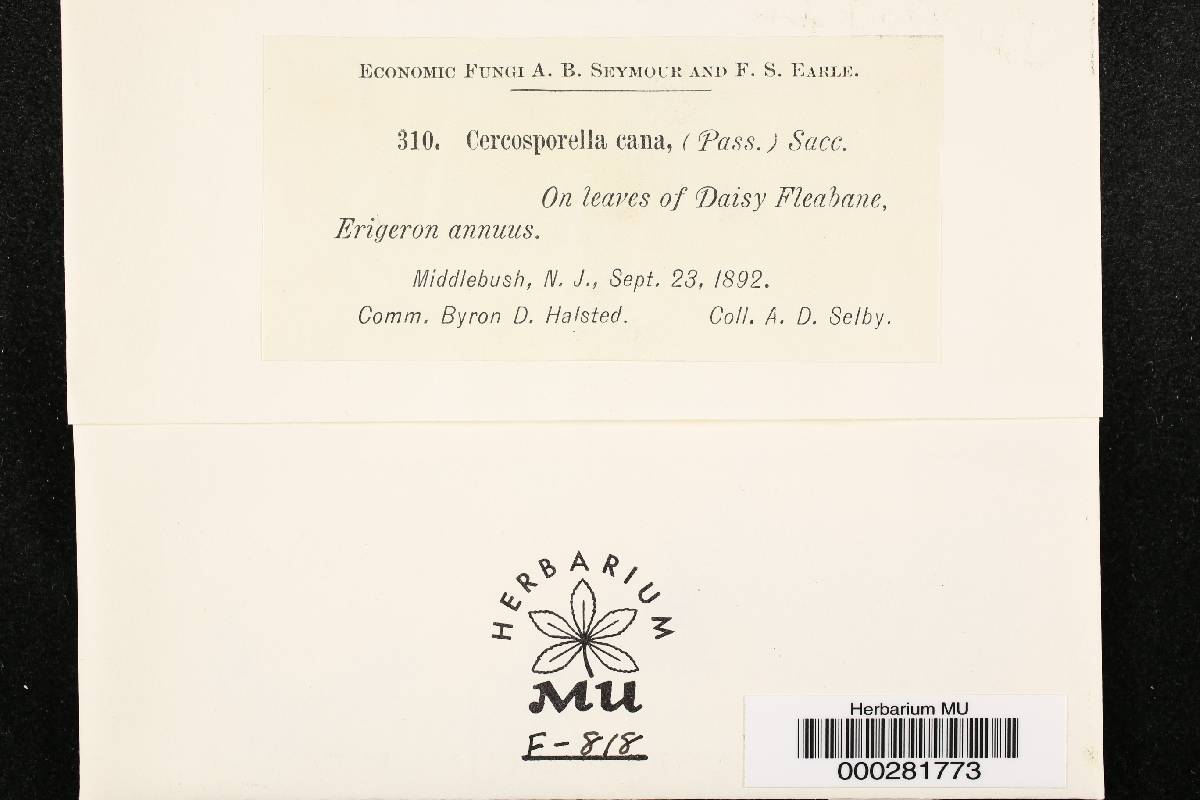 ECONOMIC FUNGI A. B. SEYMOUR AND F. S. EARLE.
310. Cercosporella cana, (Pass.) Sacc.
On leaves of Daisy Fleabane,
Erigeron annuus.
Middlebush, N. J., Sept. 23, 1892.
Comm. Byron D. Halsted. Coll. A. D. Selby.
HERBARIUM
MU
F-818
Herbarium MU
000281773